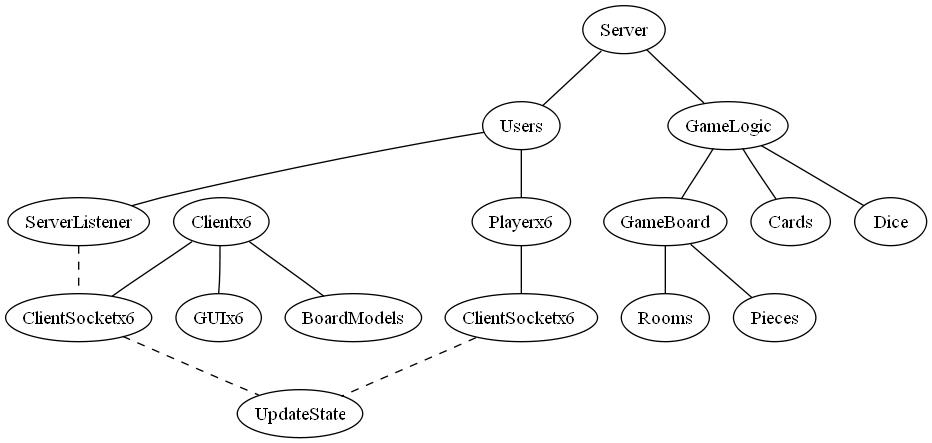 Server
Users
GameLogic
ServerListener
Clientx6
Playerx6
GameBoard
Cards
Dice
ClientSocketx6
GUIx6
BoardModels
ClientSocketx6
Rooms
Pieces
UpdateState